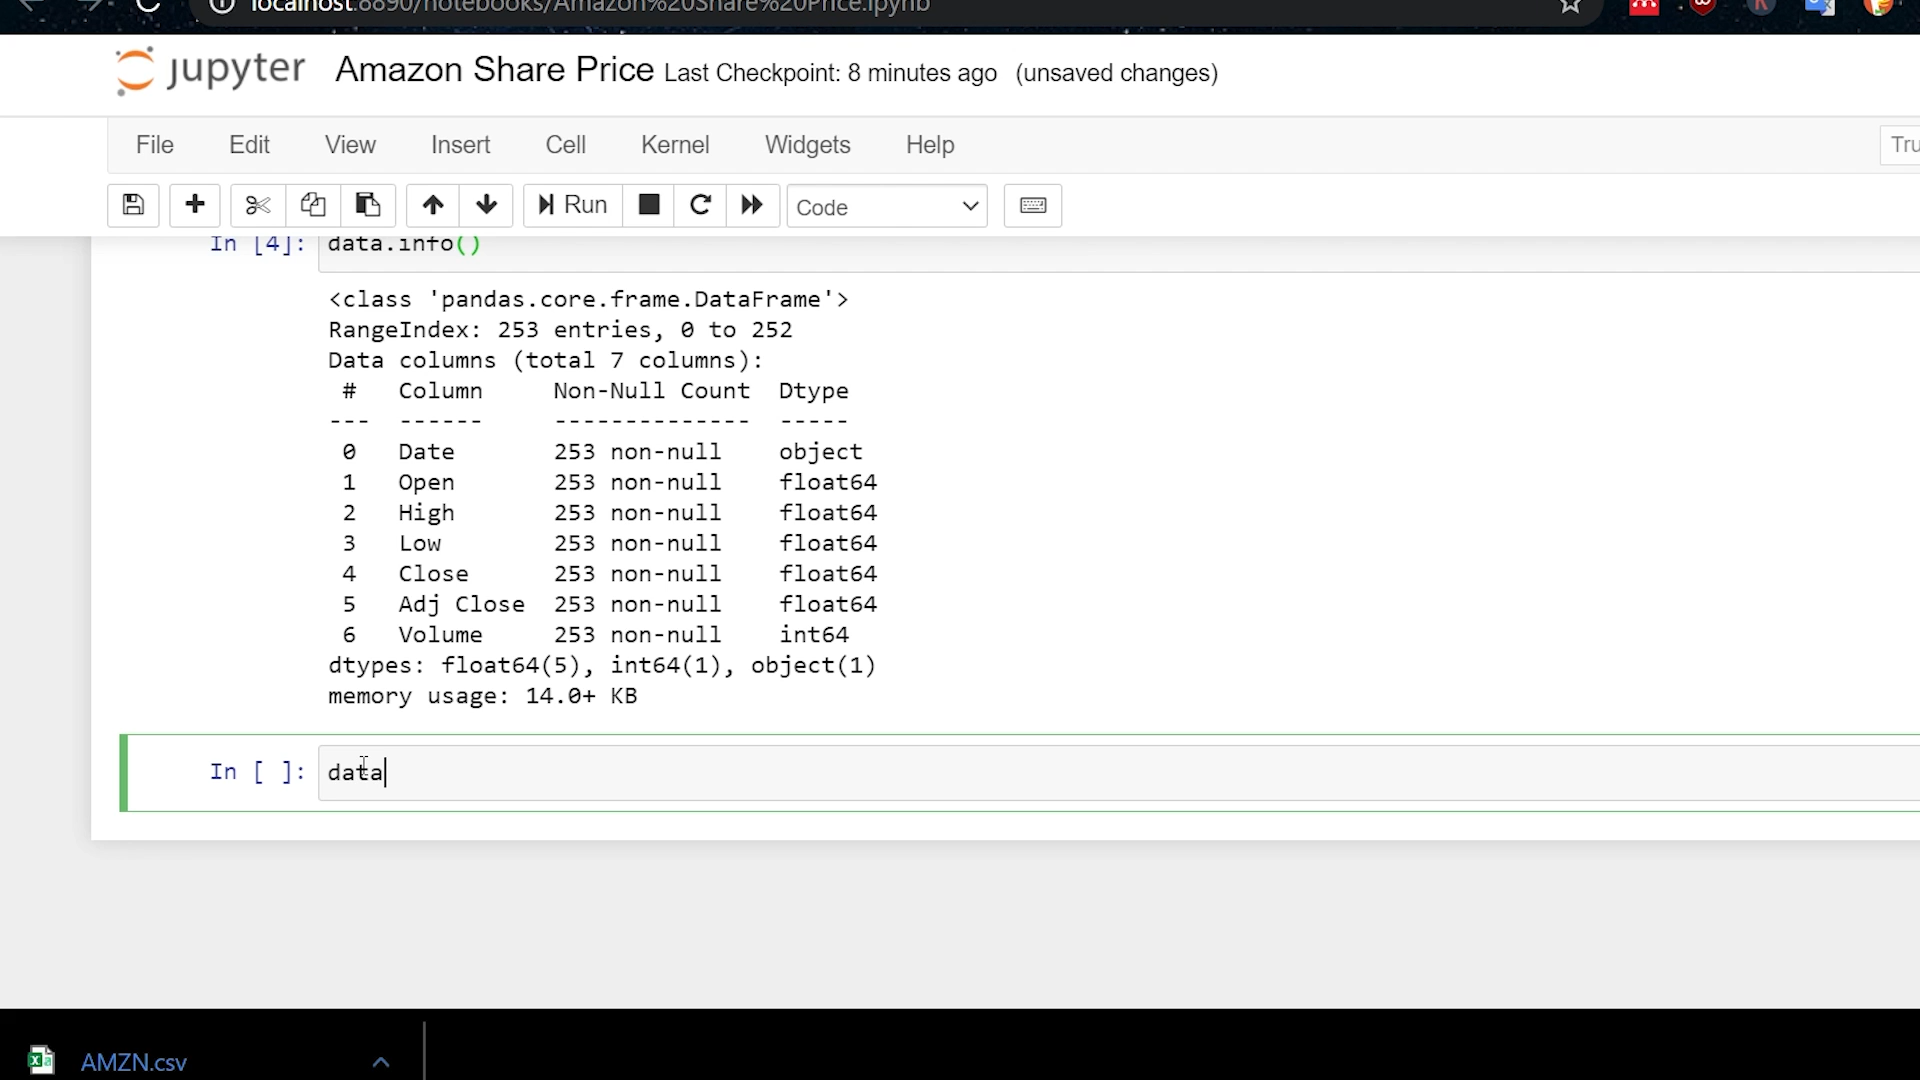 localhost:8890/notebooks/Amazon%20Share%20Price.ipynb
jupyter Amazon Share Price Last Checkpoint: 8 minutes ago (unsaved changes)
File Edit View Insert Cell Kernel Widgets Help Tru
Run Code
In [4]: data.info()
<class 'pandas.core.frame.DataFrame'>
RangeIndex: 253 entries, 0 to 252
Data columns (total 7 columns):
# Column Non-Null Count Dtype
--- ------ -------------- -----
0 Date 253 non-null object
1 Open 253 non-null float64
2 High 253 non-null float64
3 Low 253 non-null float64
4 Close 253 non-null float64
5 Adj Close 253 non-null float64
6 Volume 253 non-null int64
dtypes: float64(5), int64(1), object(1)
memory usage: 14.0+ KB
In [ ]: data
AMZN.csv